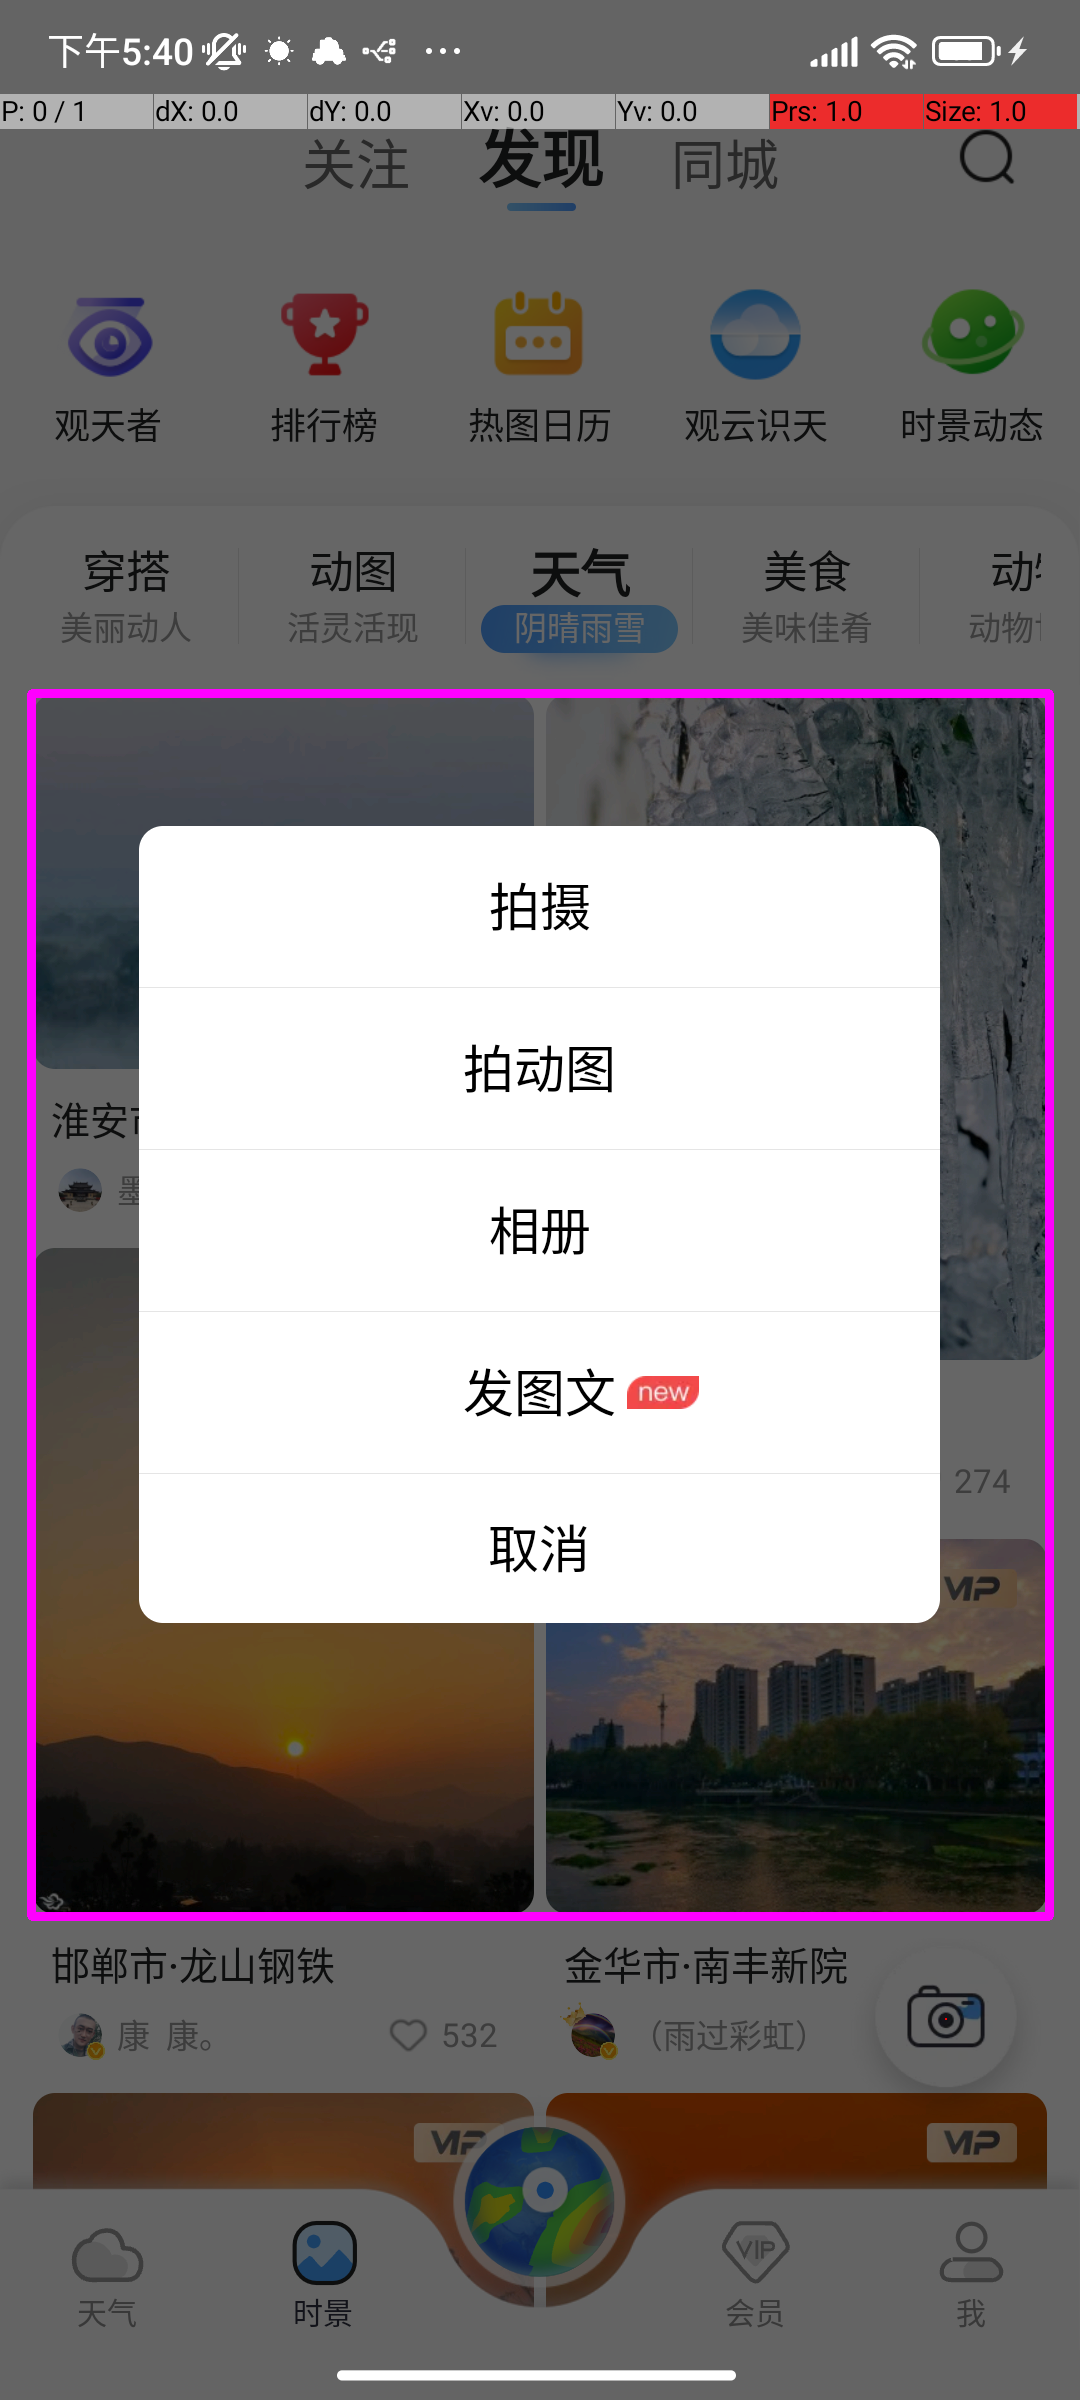 下午5:40
P: 0 / 1 dX: 0.0 dY: 0.0 Xv: 0.0 Yv: 0.0 Prs: 1.0 Size: 1.0
关注 发现 同城
观天者 排行榜 热图日历 观云识天 时景动态
穿搭 动图 天气 美食
美丽动人 活灵活现 阴晴雨雪 美味佳肴 动物
拍摄
拍动图
淮安
相册
发图文 new
274
取消
VIP
邯郸市·龙山钢铁 金华市·南丰新院
康 康。 532 (雨过彩虹)
VIP VIP
VIP
天气 时景 会员 我